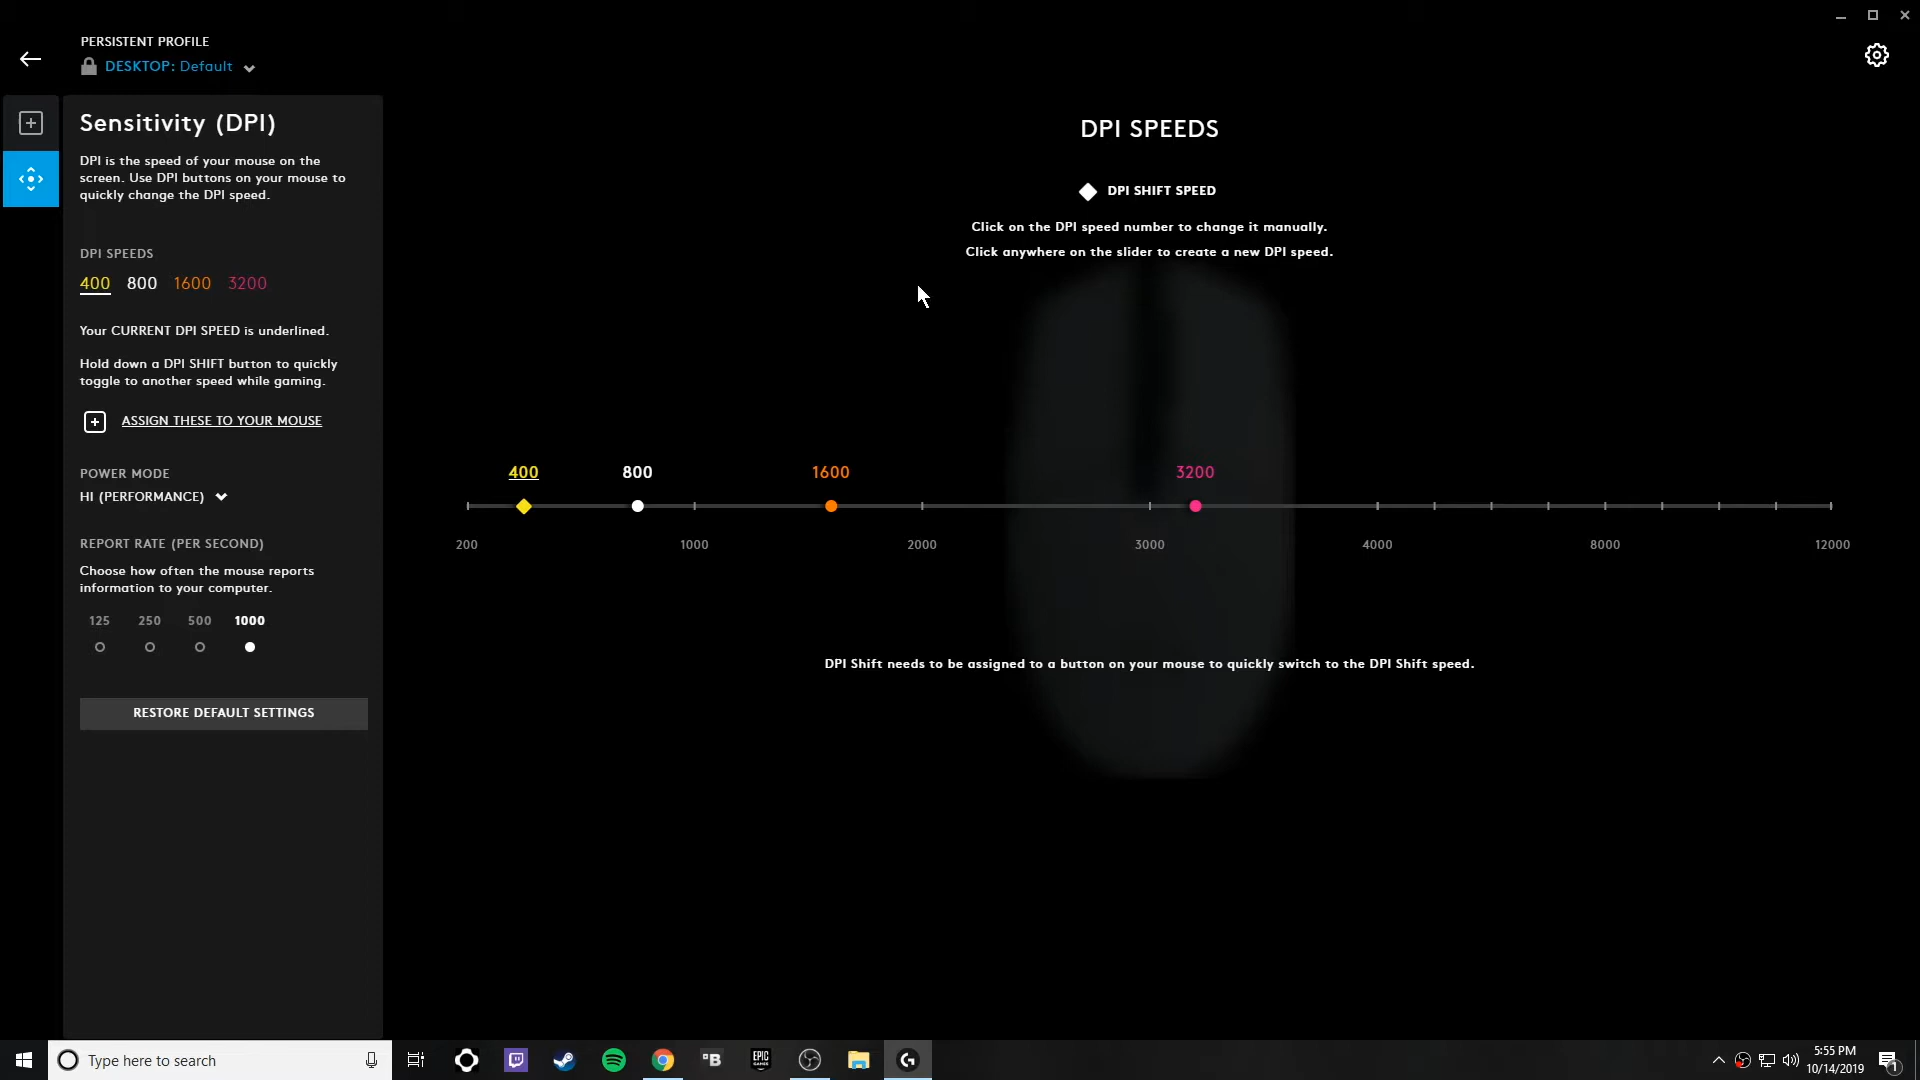 PERSISTENT PROFILE
DESKTOP: Default
Sensitivity (DPI)
DPI is the speed of your mouse on the
screen. Use DPI buttons on your mouse to
quickly change the DPI speed.
DPI SPEEDS
400 800 1600 3200
Your CURRENT DPI SPEED is underlined.
Hold down a DPI SHIFT button to quickly
toggle to another speed while gaming.
ASSIGN THESE TO YOUR MOUSE
POWER MODE
HI (PERFORMANCE)
REPORT RATE (PER SECOND)
Choose how often the mouse reports
information to your computer.
125 250 500 1000
RESTORE DEFAULT SETTINGS
DPI SPEEDS
DPI SHIFT SPEED
Click on the DPI speed number to change it manually.
Click anywhere on the slider to create a new DPI speed.
400 800 1600 3200
200 1000 2000 3000 4000 8000 12000
DPI Shift needs to be assigned to a button on your mouse to quickly switch to the DPI Shift speed.
Type here to search
B
EPIC
GAMES
5:55 PM
10/14/2019
1